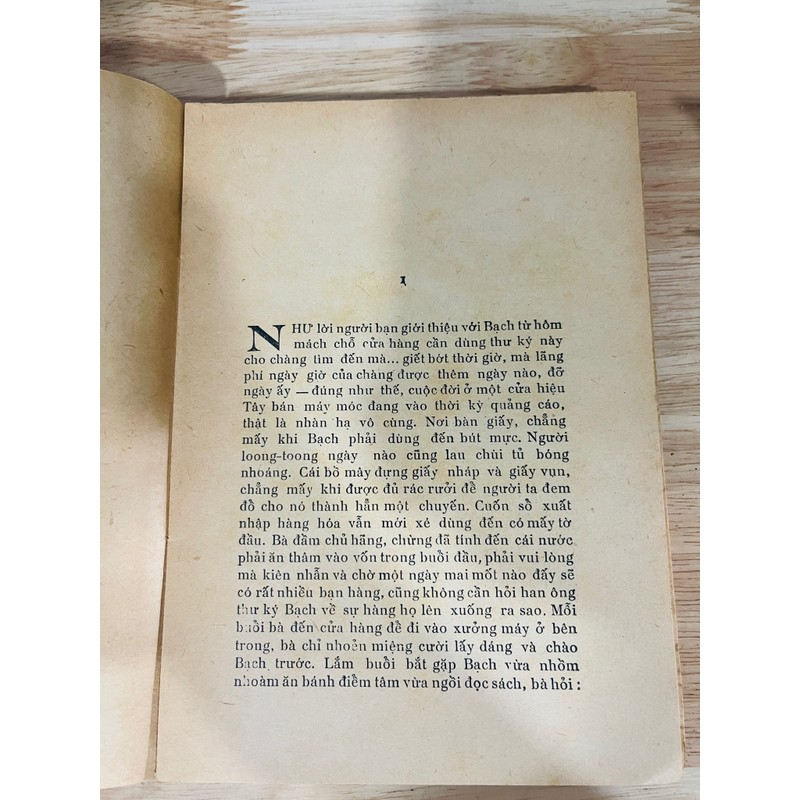 I
NHƯ lời người bạn giới thiệu với Bạch từ hôm
mách chỗ cửa hàng cần dùng thư ký này
cho chàng tìm đến mà... giết bớt thời giờ, mà lãng
phí ngày giờ của chàng được thêm ngày nào, đỡ
ngày ấy — đúng như thế, cuộc đời ở một cửa hiệu
Tây bán máy móc đang vào thời kỳ quảng cáo,
thật là nhàn hạ vô cùng. Nơi bàn giấy, chẳng
mấy khi Bạch phải dùng đến bút mực. Người
loong-toong ngày nào cũng lau chùi tủ bóng
nhoáng. Cái bồ mây đựng giấy nháp và giấy vụn,
chẳng mấy khi được đủ rác rưởi để người ta đem
đổ cho nó thành hẳn một chuyến. Cuốn sổ xuất
nhập hàng hóa vẫn mới xé dùng đến có mấy tờ
đầu. Bà đầm chủ hãng, chừng đã tính đến cái nước
phải ăn thâm vào vốn trong buổi đầu, phải vui lòng
mà kiên nhẫn và chờ một ngày mai mốt nào đấy sẽ
có rất nhiều bạn hàng, cũng không cần hỏi han ông
thư ký Bạch về sự hàng họ lên xuống ra sao. Mỗi
buổi bà đến cửa hàng để đi vào xưởng máy ở bên
trong, bà chỉ nhoẻn miệng cười lấy dáng và chào
Bạch trước. Lắm buổi bắt gặp Bạch vừa nhồm
nhoàm ăn bánh điểm tâm vừa ngồi đọc sách, bà hỏi :